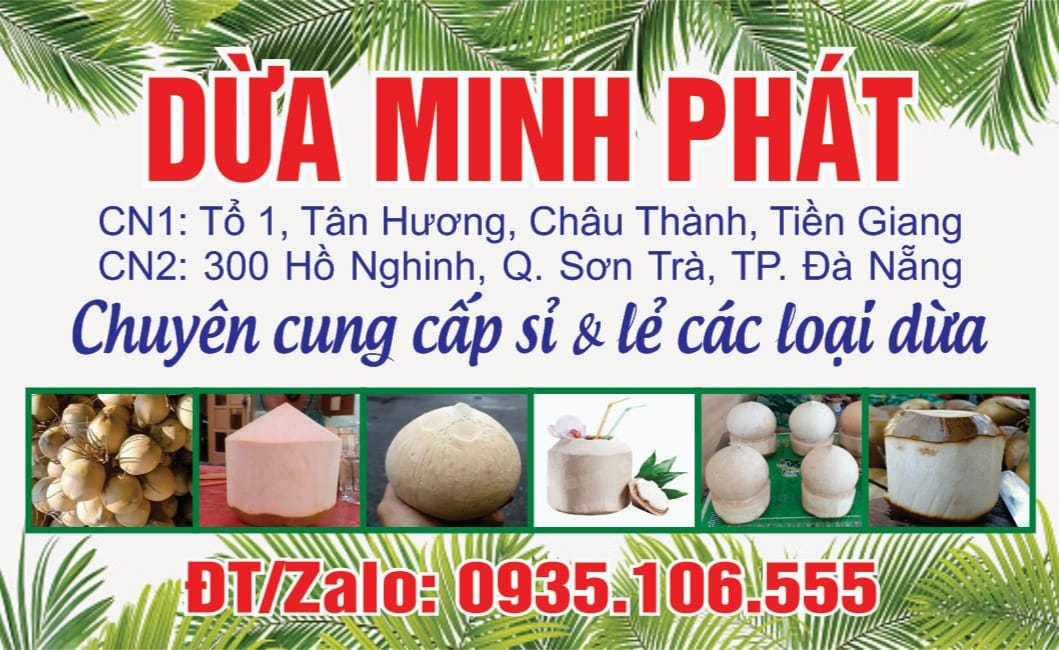 DỪA MINH PHÁT
CN1: Tổ 1, Tân Hương, Châu Thành, Tiền Giang
CN2: 300 Hồ Nghinh, Q. Sơn Trà, TP. Đà Nẵng
Chuyên cung cấp sỉ & lẻ các loại dừa
ĐT/Zalo: 0935.106.555